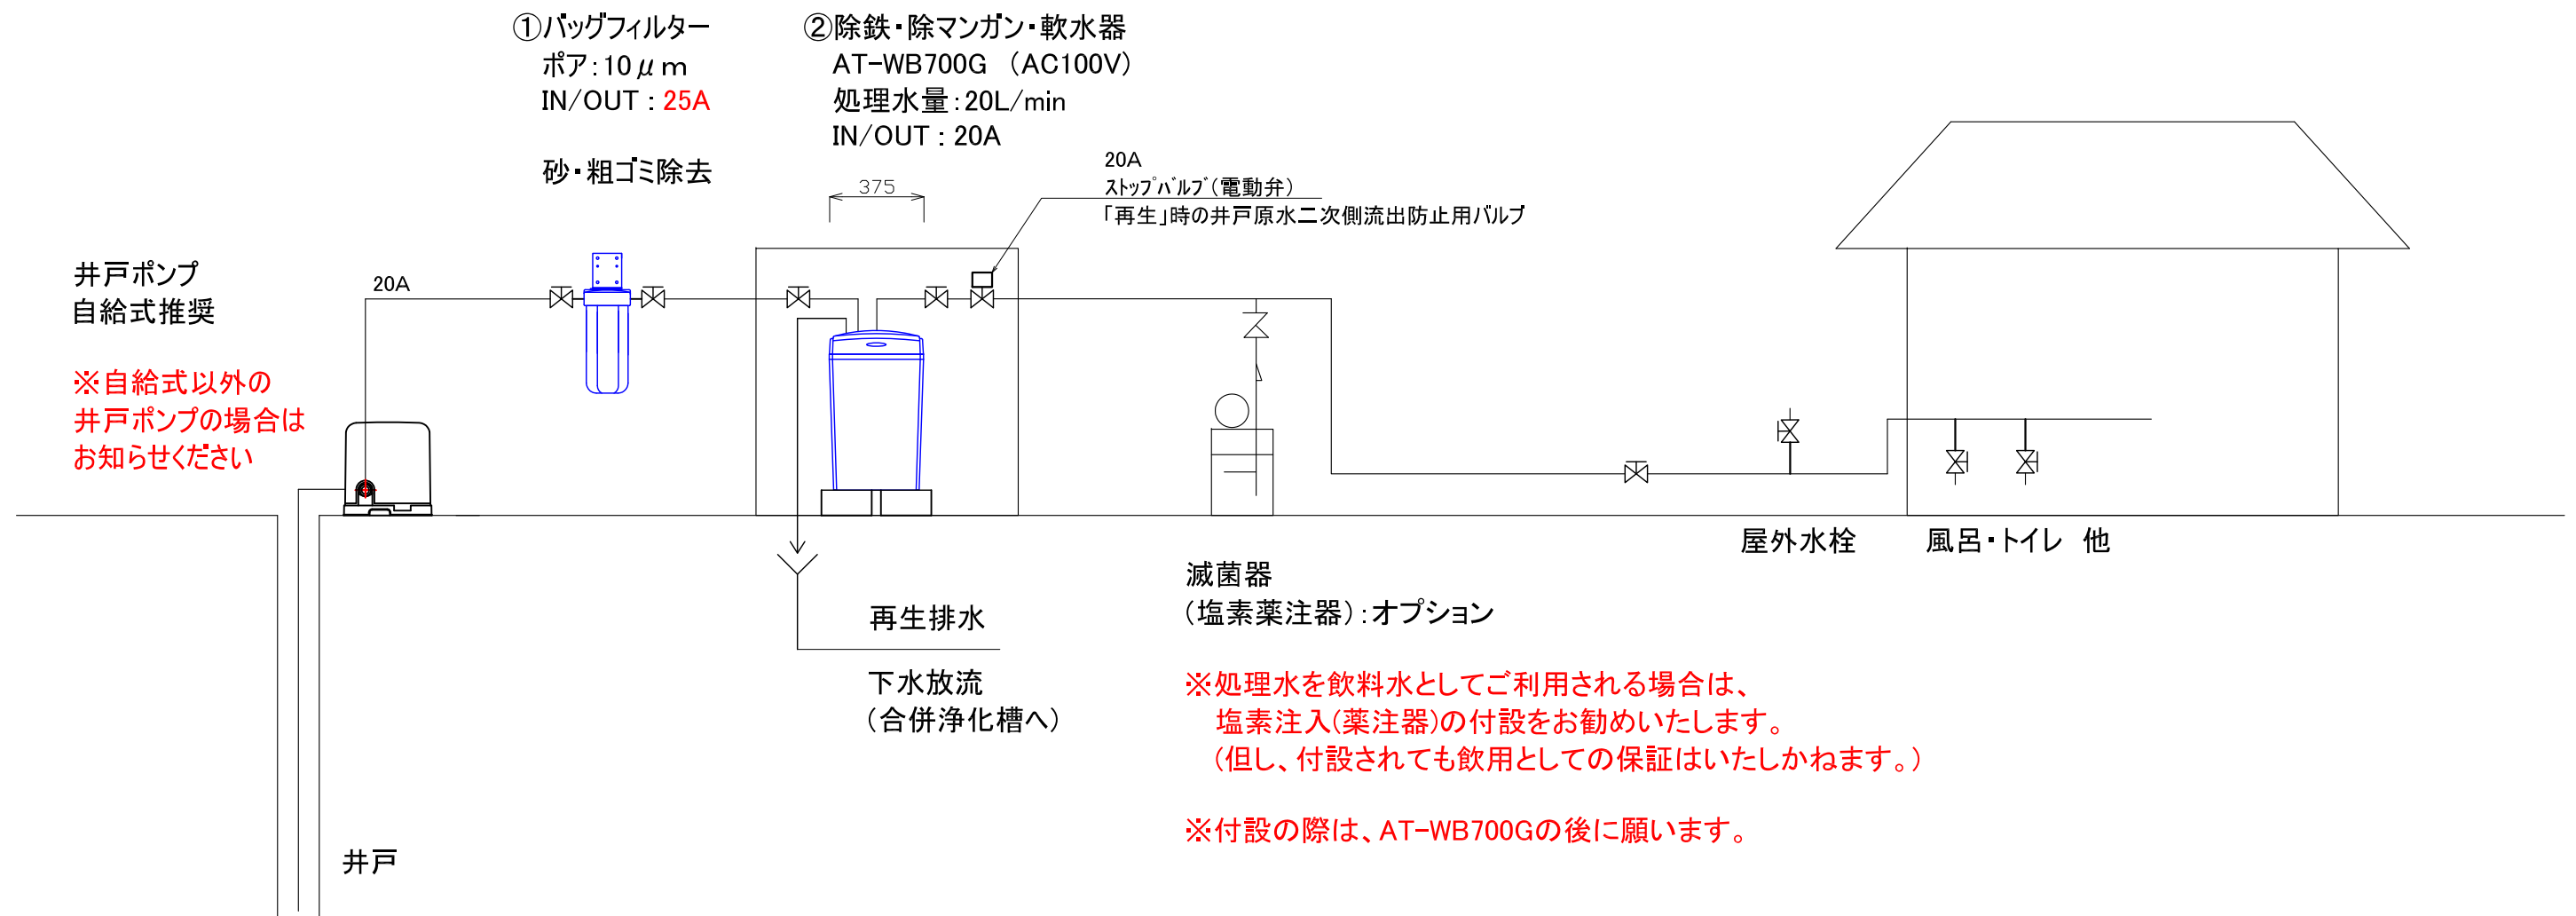 ①バッグフィルター
ポア:10μm
IN/OUT:25A
砂・粗ゴミ除去
②除鉄・除マンガン・軟水器
AT-WB700G （AC100V）
処理水量:20L/min
IN/OUT:20A
375
20A
ストップバルブ（電動弁）
「再生」時の井戸原水二次側流出防止用バルブ
井戸ポンプ
自給式推奨
※自給式以外の
井戸ポンプの場合は
お知らせください
20A
屋外水栓
風呂・トイレ 他
滅菌器
（塩素薬注器）:オプション
再生排水
下水放流
（合併浄化槽へ）
※処理水を飲料水としてご利用される場合は、
塩素注入(薬注器)の付設をお勧めいたします。
（但し、付設されても飲用としての保証はいたしかねます。）
※付設の際は、AT-WB700Gの後に願います。
井戸